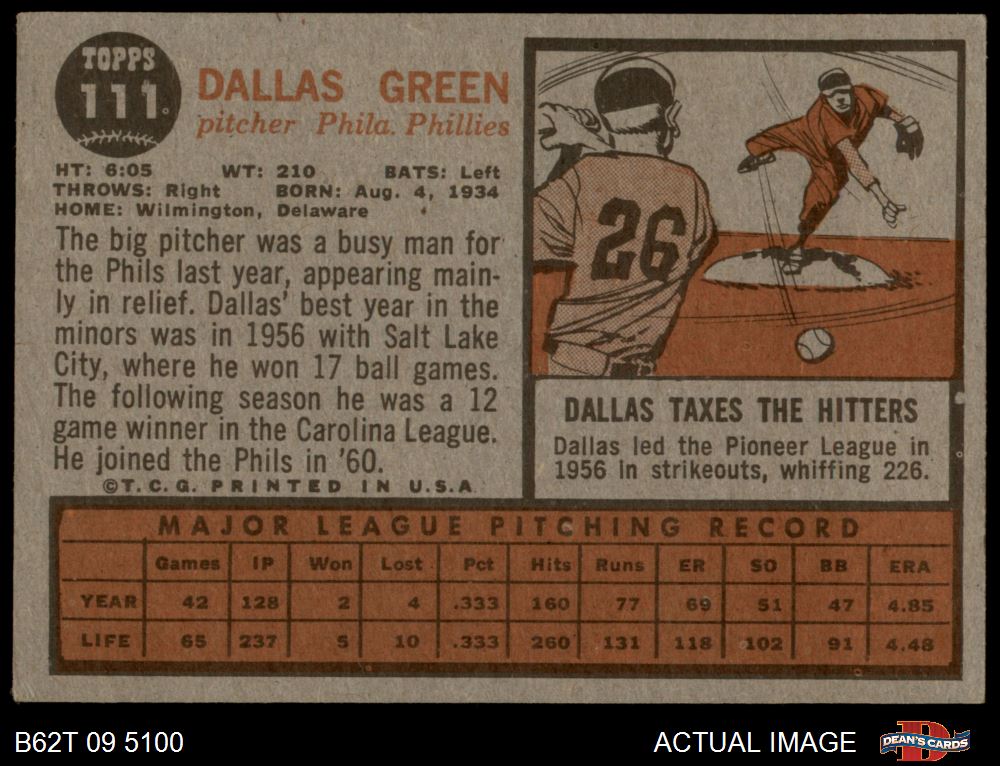 TOPPS
111
DALLAS GREEN
pitcher Phila. Phillies
HT: 6:05 WT: 210 BATS: Left
THROWS: Right BORN: Aug. 4, 1934
HOME: Wilmington, Delaware
The big pitcher was a busy man for
the Phils last year, appearing main-
ly in relief. Dallas' best year in the
minors was in 1956 with Salt Lake
City, where he won 17 ball games.
The following season he was a 12
game winner in the Carolina League.
He joined the Phils in '60.
©T.C.G. PRINTED IN U.S.A.
26
DALLAS TAXES THE HITTERS
Dallas led the Pioneer League in
1956 in strikeouts, whiffing 226.
MAJOR LEAGUE PITCHING RECORD
Games IP Won Lost Pct Hits Runs ER SO BB ERA
YEAR 42 128 2 4 .333 160 77 69 51 47 4.85
LIFE 65 237 5 10 .333 260 131 118 102 91 4.48
B62T 09 5100
ACTUAL IMAGE
D
DEAN'S CARDS